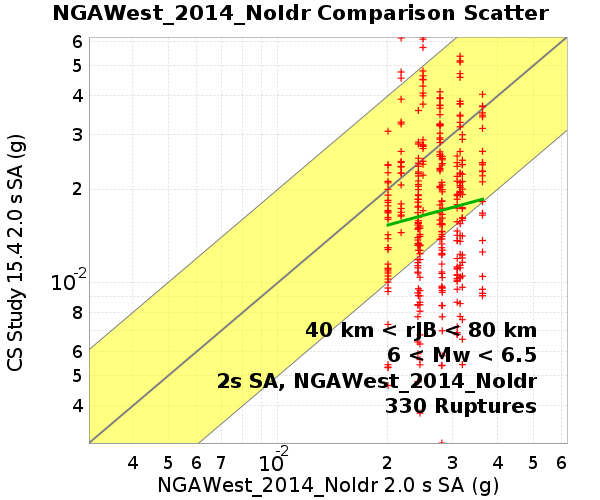 NGAWest_2014_NoIdr Comparison Scatter
6
5
4
3
2
10-2
8
6
5
4
CS Study 15.4 2.0 s SA (g)
40 km < rJB < 80 km
6 < Mw < 6.5
2s SA, NGAWest_2014_NoIdr
330 Ruptures
4 5 6 7 10-2 2 3 4 5 6
NGAWest_2014_NoIdr 2.0 s SA (g)